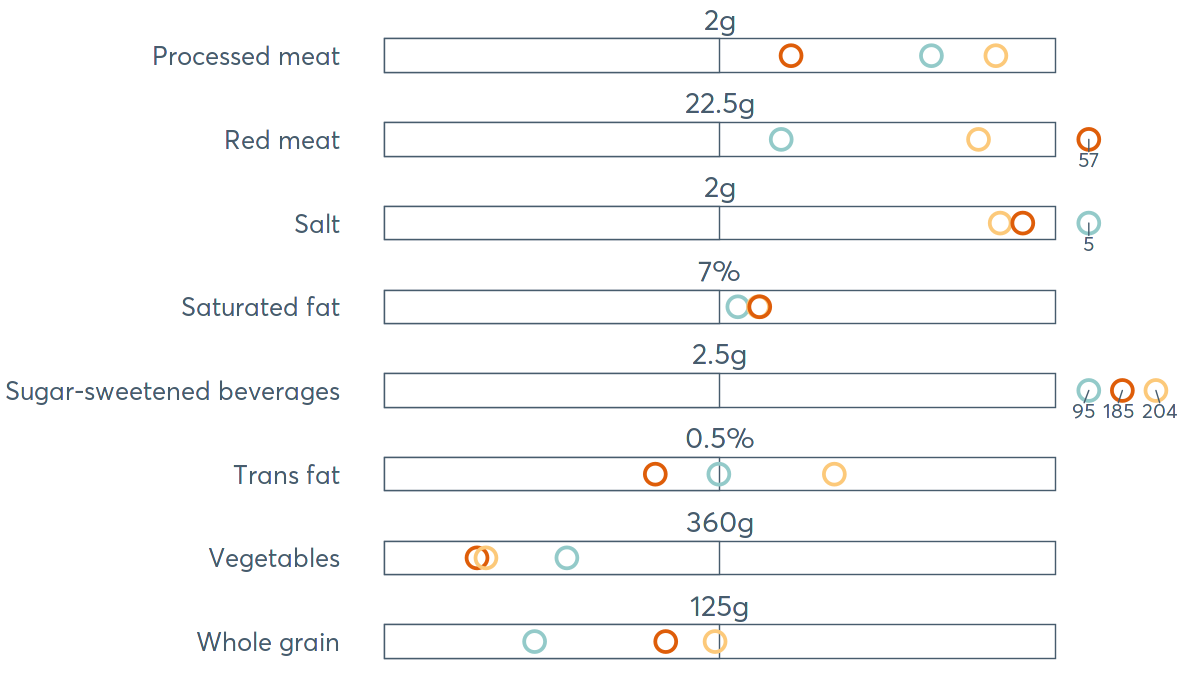 2g
Processed meat
22.5g
Red meat
57
2g
Salt
5
7%
Saturated fat
2.5g
Sugar-sweetened beverages
95 185 204
0.5%
Trans fat
360g
Vegetables
125g
Whole grain